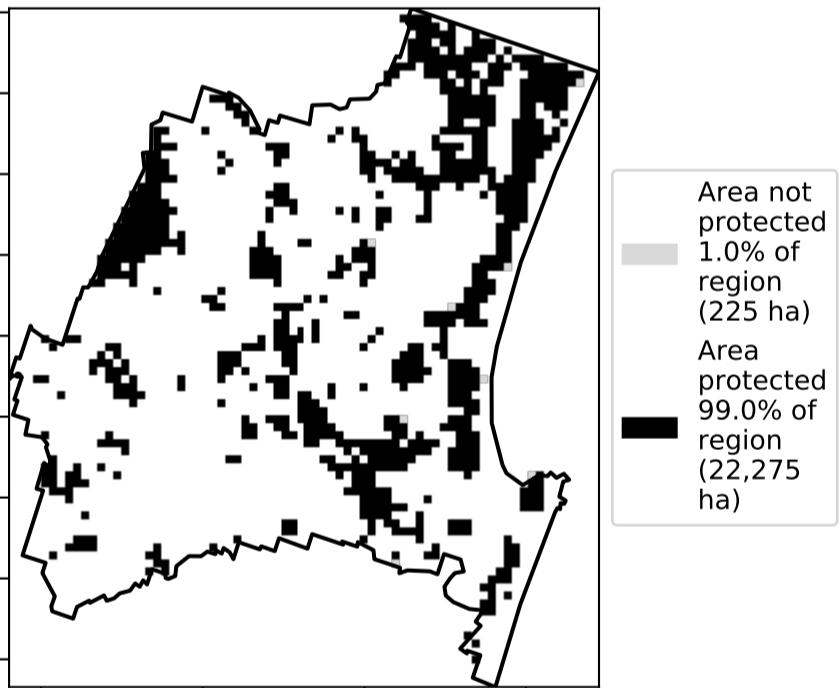 Area not
protected
1.0% of
region
(225 ha)
Area
protected
99.0% of
region
(22,275
ha)